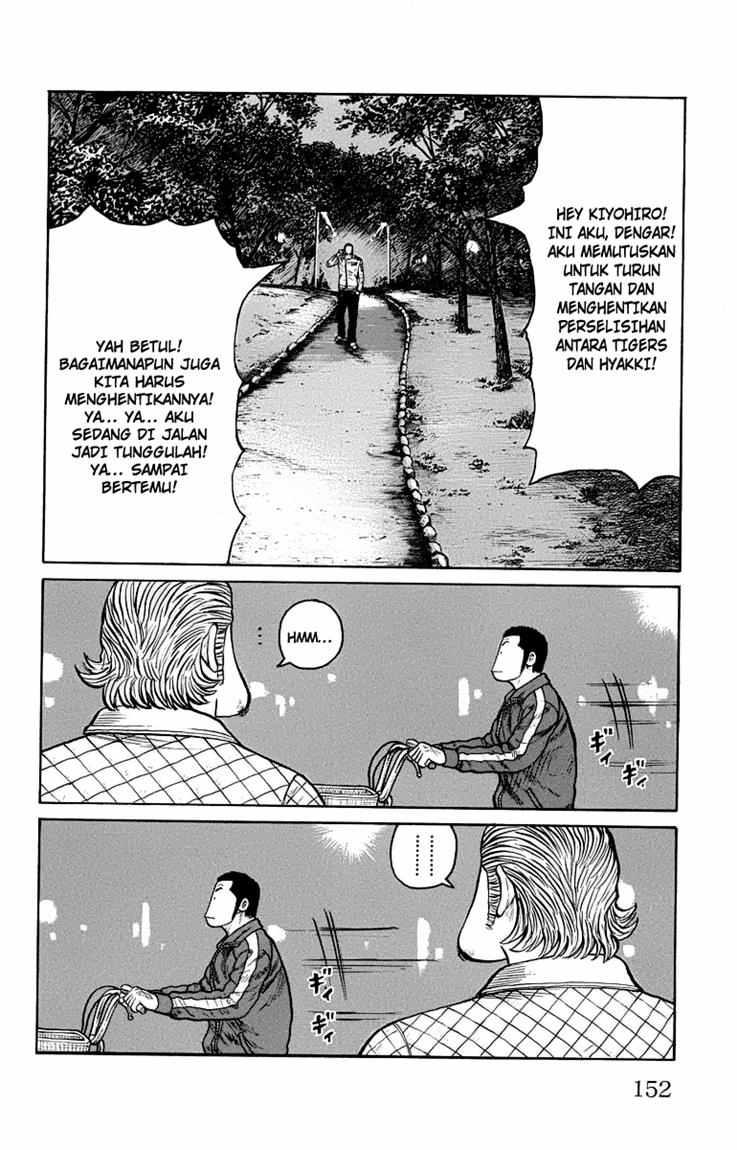 HEY KIYOHIRO!
INI AKU, DENGAR!
AKU MEMUTUSKAN
UNTUK TURUN
TANGAN DAN
MENGHENTIKAN
PERSELISIHAN
ANTARA TIGERS
DAN HYAKKI!
YAH BETUL!
BAGAIMANAPUN JUGA
KITA HARUS
MENGHENTIKANNYA!
YA... YA... AKU
SEDANG DI JALAN
JADI TUNGGULAH!
YA... SAMPAI
BERTEMU!
HMM...
...
ギィ
ギィ
......
......
ギィ
ギィ
152